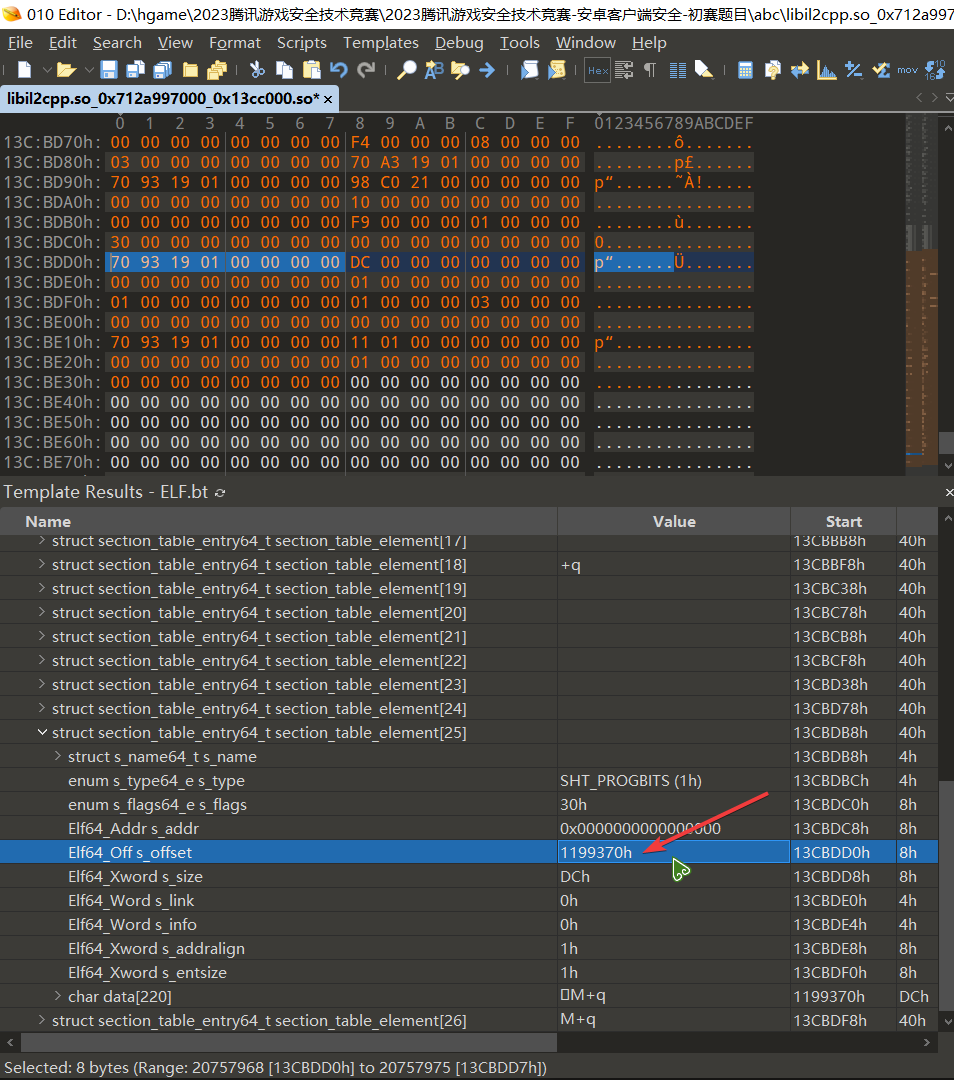 010 Editor - D:\hgame\2023腾讯游戏安全技术竞赛\2023腾讯游戏安全技术竞赛-安卓客户端安全-初赛题目\abc\libil2cpp.so_0x712a997
File Edit Search View Format Scripts Templates Debug Tools Window Help
Hex mov
libil2cpp.so_0x712a997000_0x13cc000.so* ×
0 1 2 3 4 5 6 7 8 9 A B C D E F 0123456789ABCDEF
13C:BD70h: 00 00 00 00 00 00 00 00 F4 00 00 00 08 00 00 00 ........ô.......
13C:BD80h: 03 00 00 00 00 00 00 00 70 A3 19 01 00 00 00 00 ........p£......
13C:BD90h: 70 93 19 01 00 00 00 00 98 C0 21 00 00 00 00 00 p“......˜À!.....
13C:BDA0h: 00 00 00 00 00 00 00 00 10 00 00 00 00 00 00 00 ................
13C:BDB0h: 00 00 00 00 00 00 00 00 F9 00 00 00 01 00 00 00 ........ù.......
13C:BDC0h: 30 00 00 00 00 00 00 00 00 00 00 00 00 00 00 00 0...............
13C:BDD0h: 70 93 19 01 00 00 00 00 DC 00 00 00 00 00 00 00 p“......Ü.......
13C:BDE0h: 00 00 00 00 00 00 00 00 01 00 00 00 00 00 00 00 ................
13C:BDF0h: 01 00 00 00 00 00 00 00 01 00 00 00 03 00 00 00 ................
13C:BE00h: 00 00 00 00 00 00 00 00 00 00 00 00 00 00 00 00 ................
13C:BE10h: 70 93 19 01 00 00 00 00 11 01 00 00 00 00 00 00 p“..............
13C:BE20h: 00 00 00 00 00 00 00 00 01 00 00 00 00 00 00 00 ................
13C:BE30h: 00 00 00 00 00 00 00 00 00 00 00 00 00 00 00 00 ................
13C:BE40h: 00 00 00 00 00 00 00 00 00 00 00 00 00 00 00 00 ................
13C:BE50h: 00 00 00 00 00 00 00 00 00 00 00 00 00 00 00 00 ................
13C:BE60h: 00 00 00 00 00 00 00 00 00 00 00 00 00 00 00 00 ................
13C:BE70h: 00 00 00 00 00 00 00 00 00 00 00 00 00 00 00 00 ................
Template Results - ELF.bt
Name Value Start
struct section_table_entry64_t section_table_element[17] 13CBBB8h 40h
struct section_table_entry64_t section_table_element[18] +q 13CBBF8h 40h
struct section_table_entry64_t section_table_element[19] 13CBC38h 40h
struct section_table_entry64_t section_table_element[20] 13CBC78h 40h
struct section_table_entry64_t section_table_element[21] 13CBCB8h 40h
struct section_table_entry64_t section_table_element[22] 13CBCF8h 40h
struct section_table_entry64_t section_table_element[23] 13CBD38h 40h
struct section_table_entry64_t section_table_element[24] 13CBD78h 40h
struct section_table_entry64_t section_table_element[25] 13CBDB8h 40h
struct s_name64_t s_name 13CBDB8h 4h
enum s_type64_e s_type SHT_PROGBITS (1h) 13CBDBCh 4h
enum s_flags64_e s_flags 30h 13CBDC0h 8h
Elf64_Addr s_addr 0x0000000000000000 13CBDC8h 8h
Elf64_Off s_offset 1199370h 13CBDD0h 8h
Elf64_Xword s_size DCh 13CBDD8h 8h
Elf64_Word s_link 0h 13CBDE0h 4h
Elf64_Word s_info 0h 13CBDE4h 4h
Elf64_Xword s_addralign 1h 13CBDE8h 8h
Elf64_Xword s_entsize 1h 13CBDF0h 8h
char data[220] M+q 1199370h DCh
struct section_table_entry64_t section_table_element[26] M+q 13CBDF8h 40h
Selected: 8 bytes (Range: 20757968 [13CBDD0h] to 20757975 [13CBDD7h])